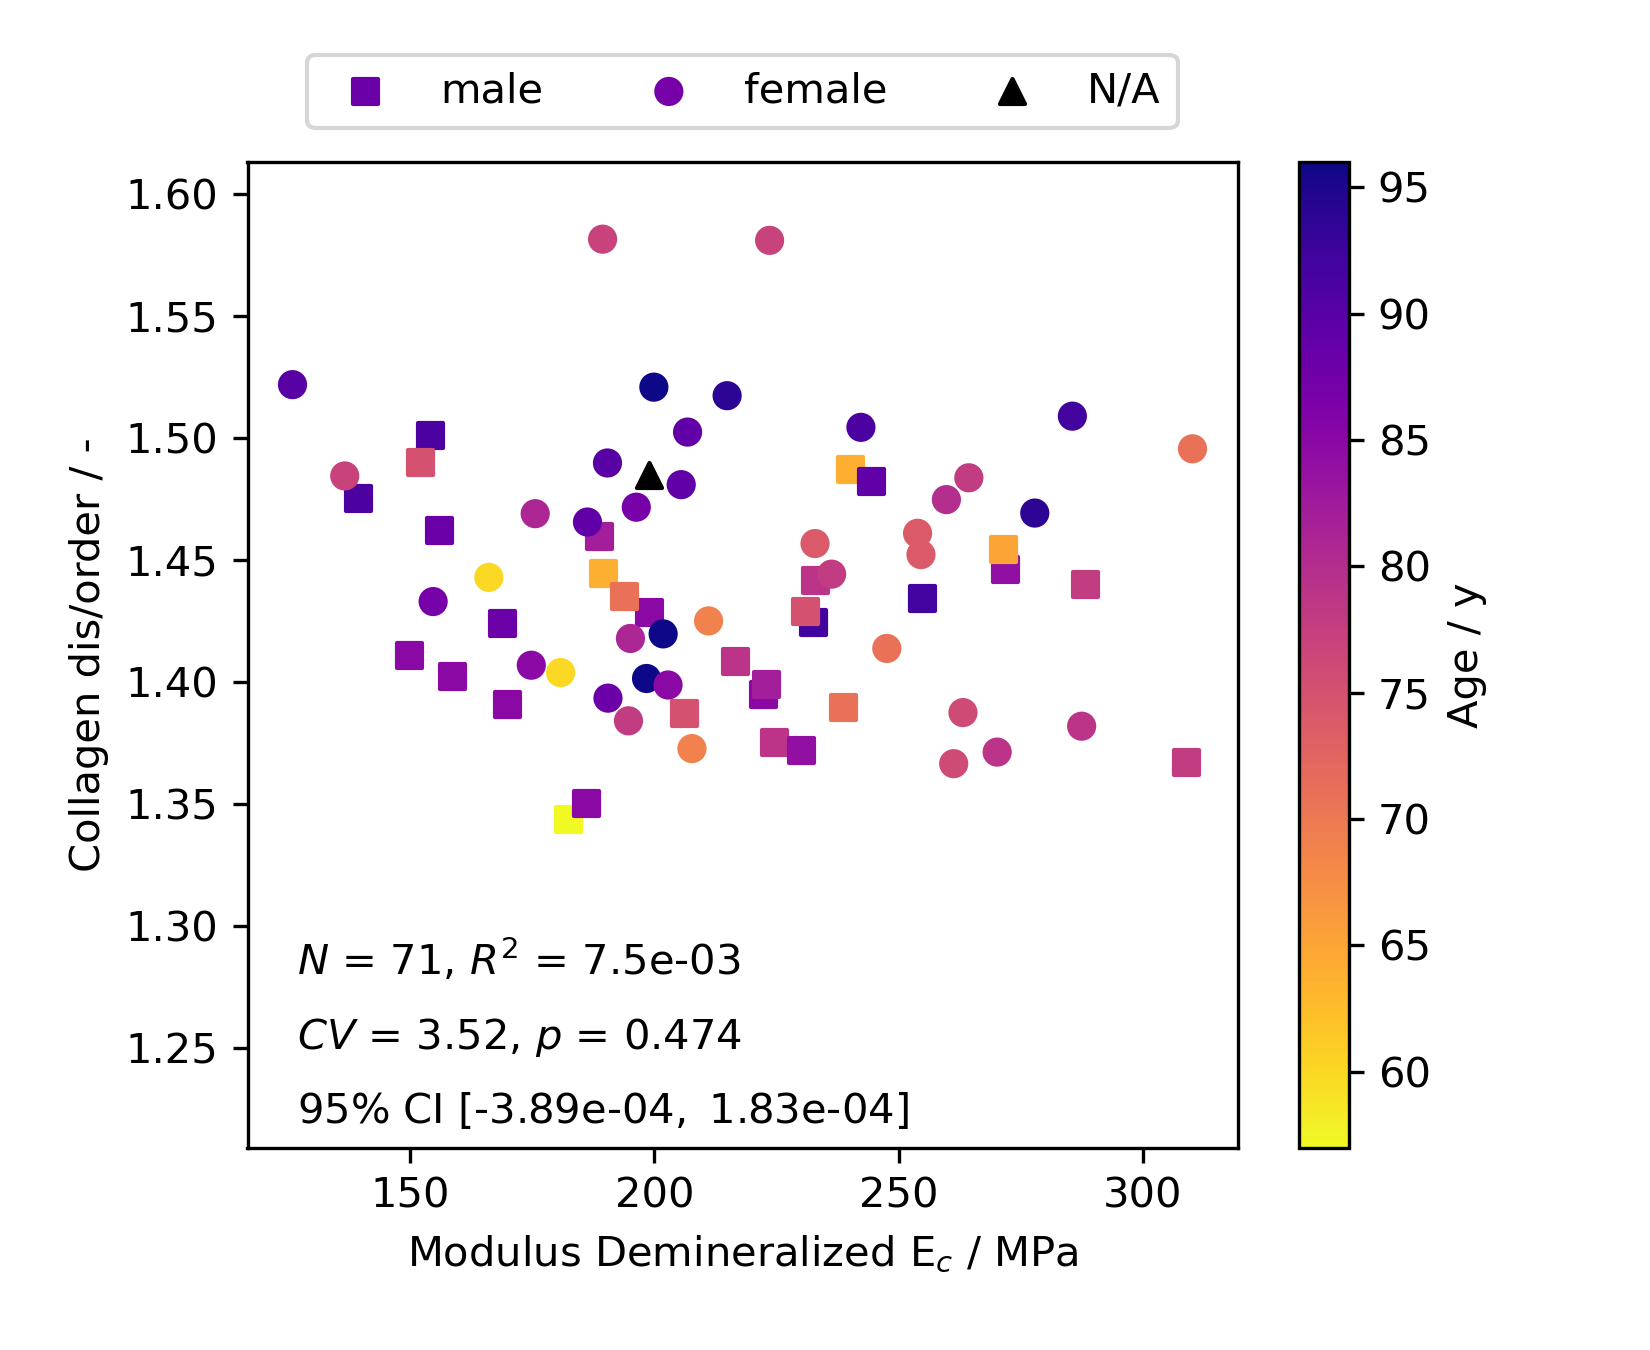 male female N/A
1.60
1.55
1.50
1.45
1.40
1.35
1.30
1.25
Collagen dis/order / -
N = 71, R² = 7.5e-03
CV = 3.52, p = 0.474
95% CI [-3.89e-04, 1.83e-04]
150 200 250 300
Modulus Demineralized E_c / MPa
95
90
85
80
75
70
65
60
Age / y